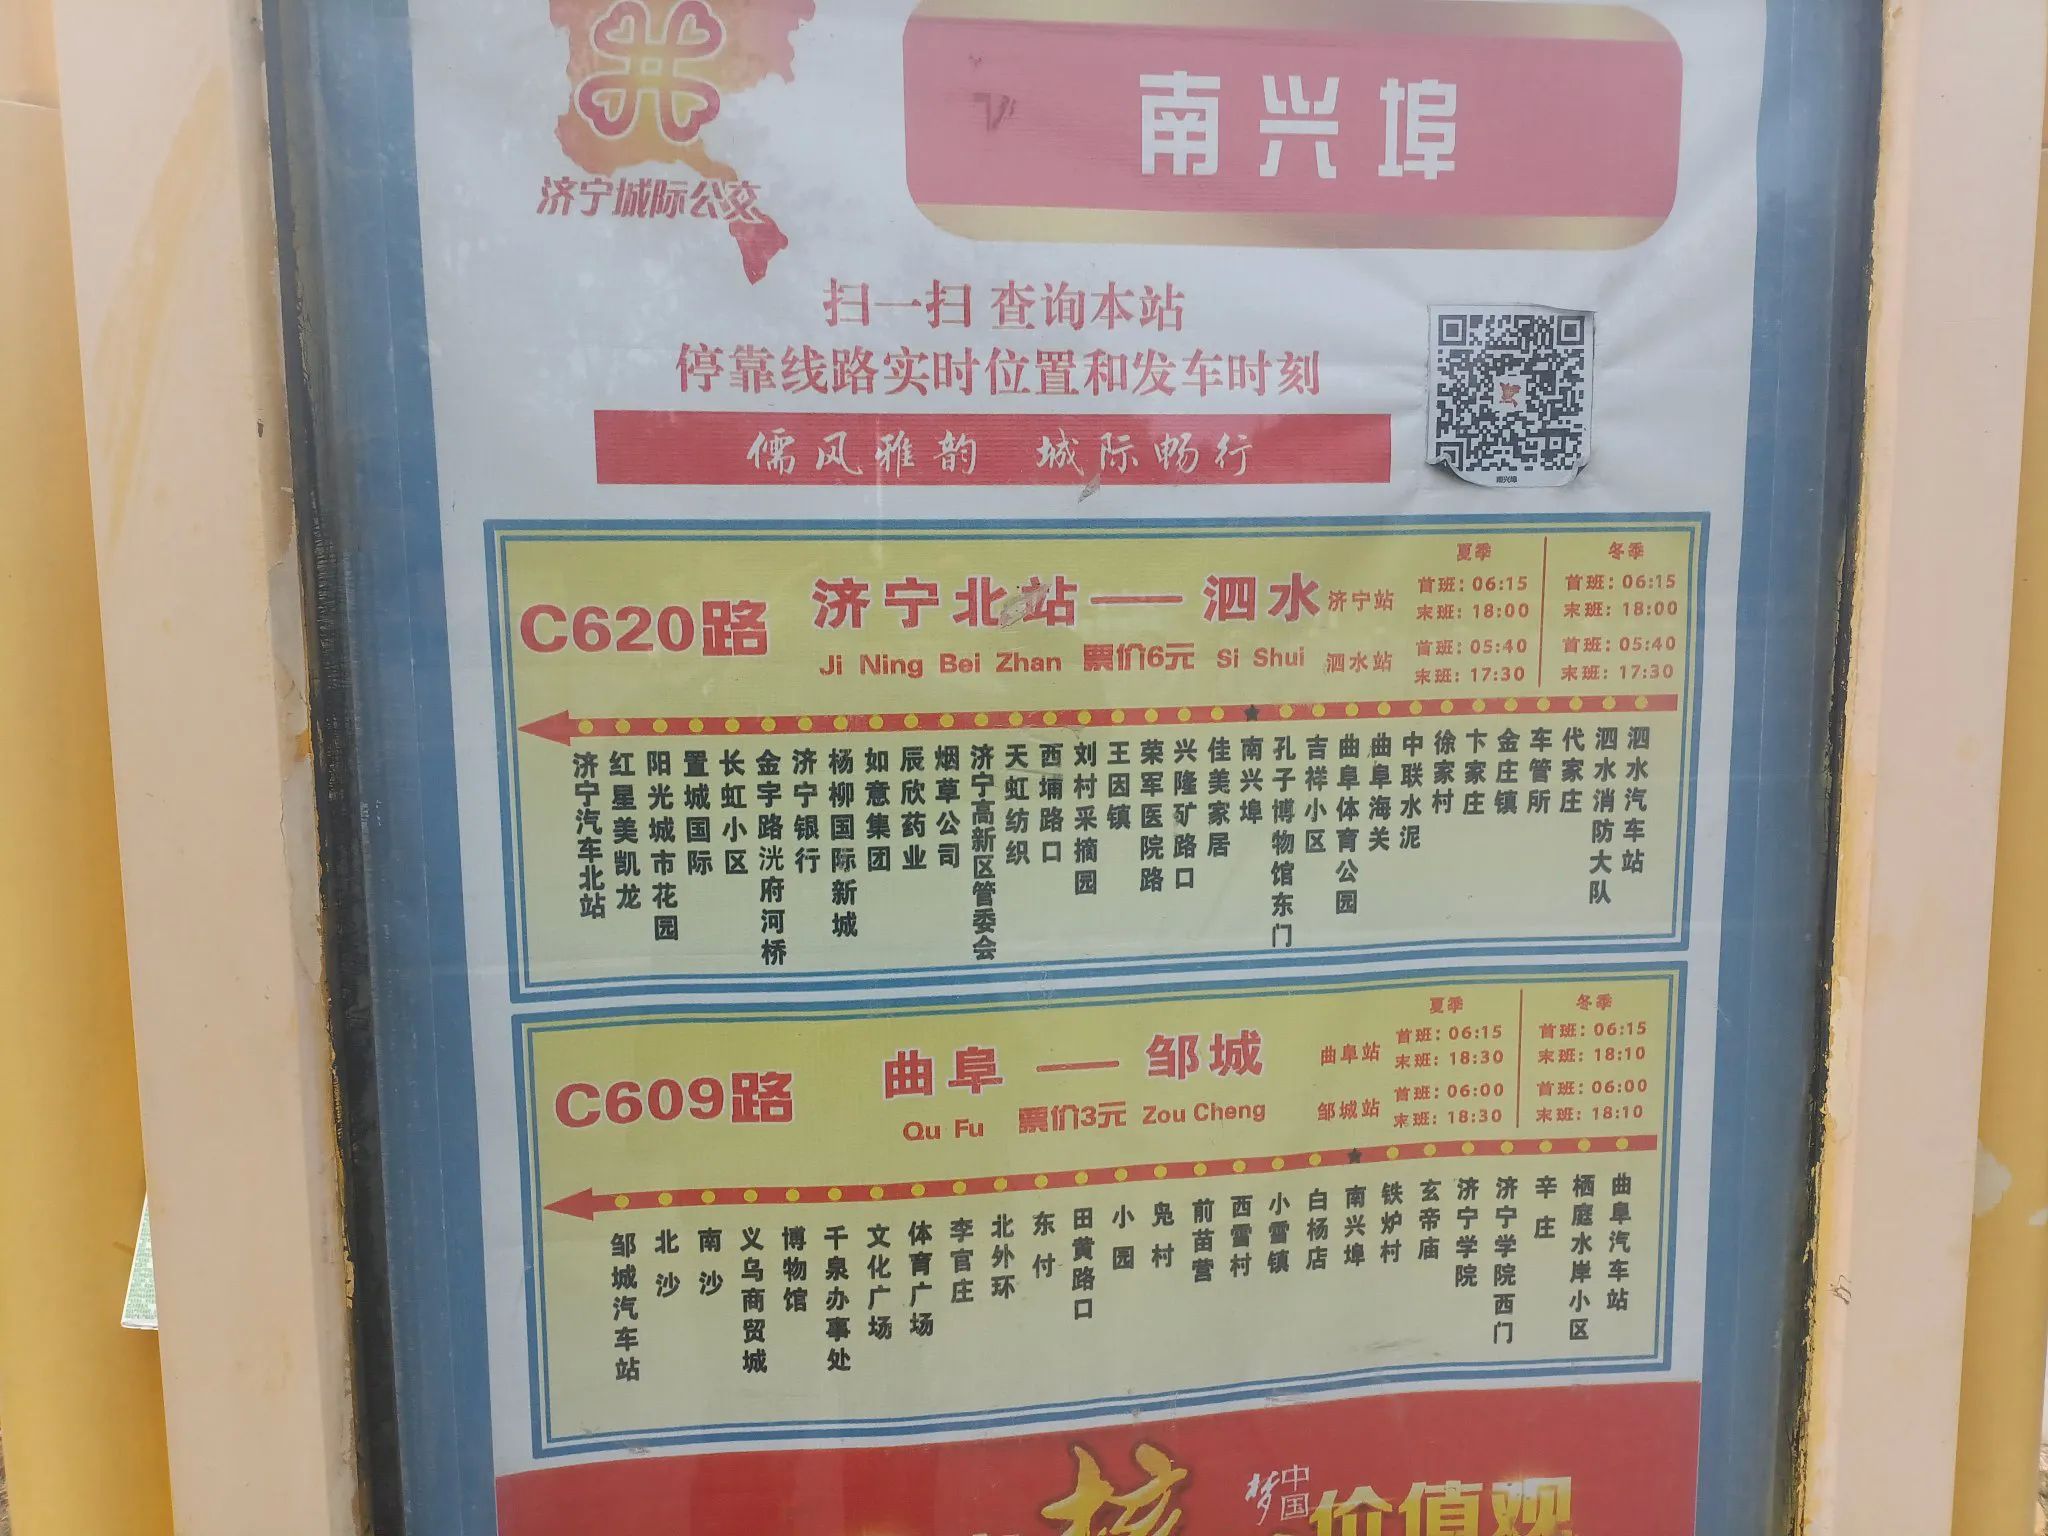 济宁城际公交
南兴埠
扫一扫 查询本站
停靠线路实时位置和发车时刻
儒风雅韵 城际畅行
南兴埠
C620路
济宁北站——泗水
Ji Ning Bei Zhan 票价6元 Si Shui
夏季 冬季
济宁站 首班: 06:15 首班: 06:15
末班: 18:00 末班: 18:00
泗水站 首班: 05:40 首班: 05:40
末班: 17:30 末班: 17:30
济宁汽车北站
红星美凯龙
阳光城市花园
置城国际
长虹小区
金宇路洸府河桥
济宁银行
杨柳国际新城
如意集团
辰欣药业
烟草公司
济宁高新区管委会
天虹纺织
西埔路口
刘村采摘园
王因镇
荣军医院路
兴隆矿路口
佳美家居
南兴埠
孔子博物馆东门
吉祥小区
曲阜体育公园
曲阜海关
中联水泥
徐家村
卞家庄
金庄镇
车管所
代家庄
泗水消防大队
泗水汽车站
C609路
曲阜——邹城
Qu Fu 票价3元 Zou Cheng
夏季 冬季
曲阜站 首班: 06:15 首班: 06:15
末班: 18:30 末班: 18:10
邹城站 首班: 06:00 首班: 06:00
末班: 18:30 末班: 18:10
邹城汽车站
北沙
南沙
义乌商贸城
博物馆
千泉办事处
文化广场
体育广场
李官庄
北外环
东付
田黄路口
小园
凫村
前苗营
西雪村
小雪镇
白杨店
南兴埠
铁炉村
玄帝庙
济宁学院
济宁学院西门
辛庄
栖庭水岸小区
曲阜汽车站
核
中国梦
价值观